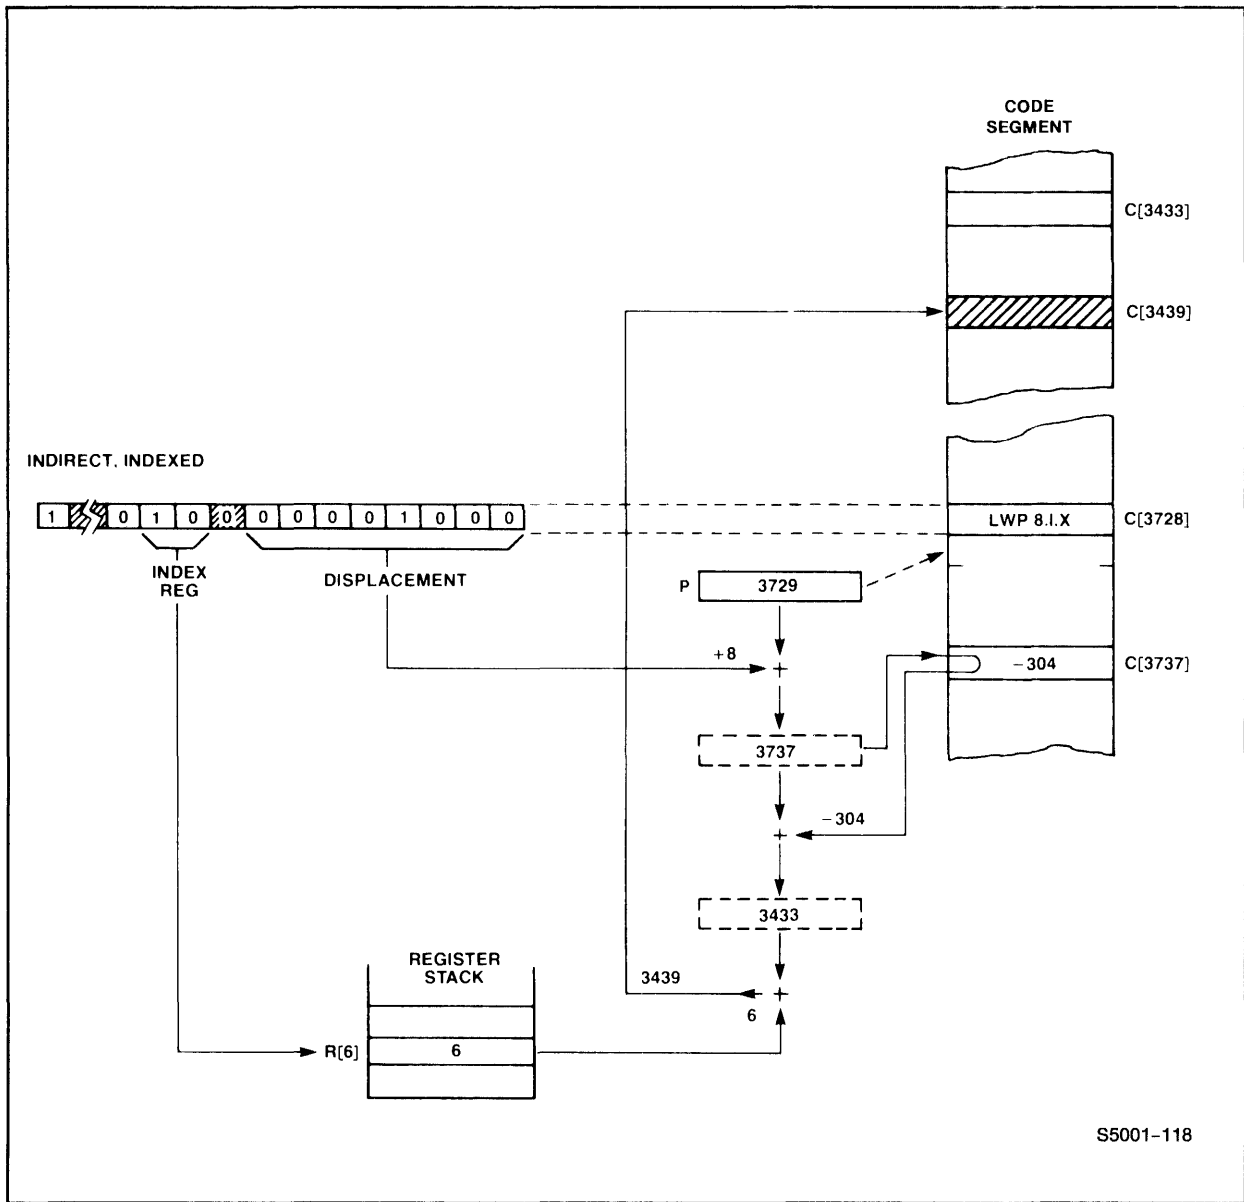 CODE
SEGMENT
C[3433]
C[3439]
INDIRECT, INDEXED
1 0 1 0 0 0 0 0 0 1 0 0 0
LWP 8.I.X
C[3728]
INDEX
REG
DISPLACEMENT
P
3729
+8
-304
C[3737]
3737
-304
3433
REGISTER
STACK
3439
6
R[6]
6
S5001-118